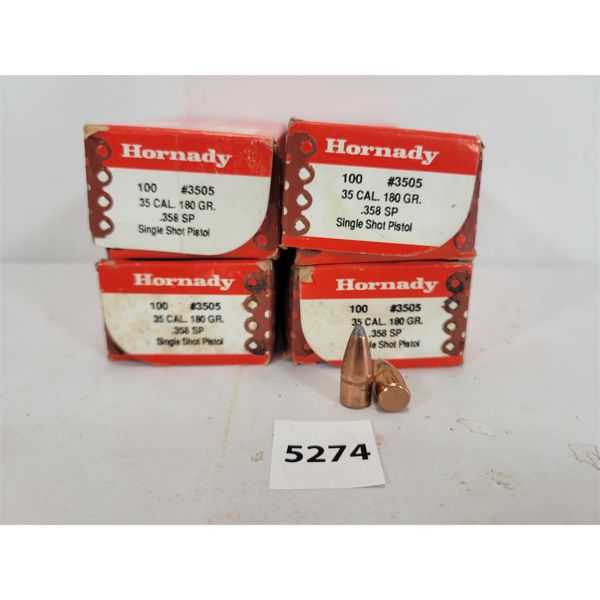 Hornady
100 #3505
35 CAL. 180 GR.
.358 SP
Single Shot Pistol
Hornady
100 #3505
35 CAL. 180 GR.
.358 SP
Single Shot Pistol
Hornady
100 #3505
35 CAL. 180 GR.
.358 SP
Single Shot Pistol
Hornady
100 #3505
35 CAL. 180 GR.
.358 SP
Single Shot Pistol
5274